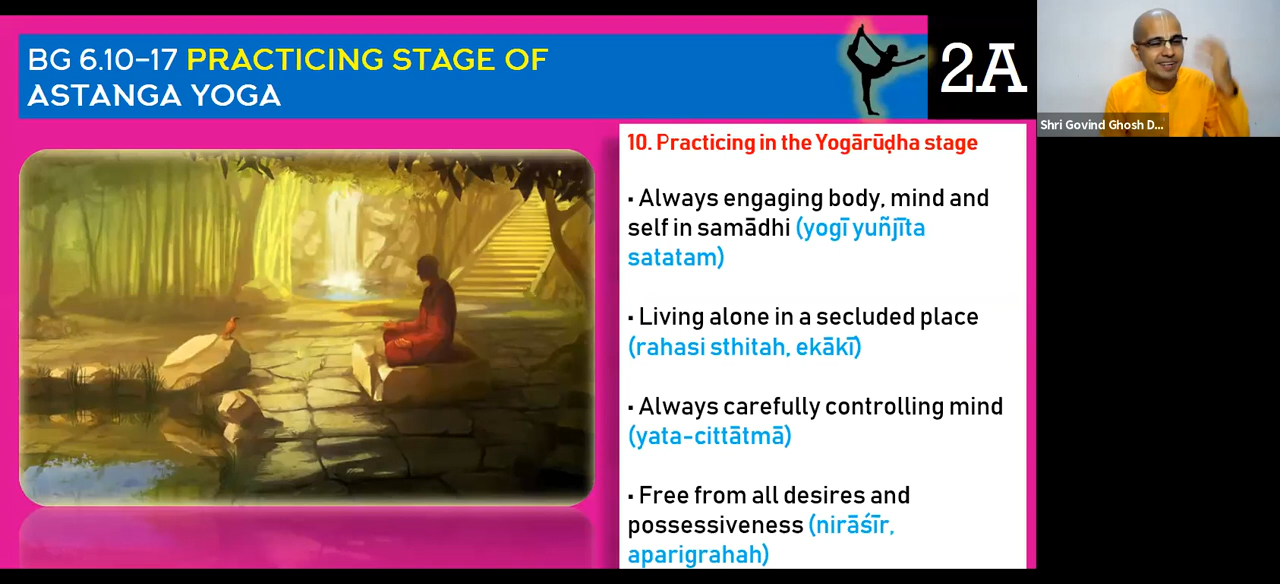 BG 6.10-17 PRACTICING STAGE OF
ASTANGA YOGA
2A
Shri Govind Ghosh D...
10. Practicing in the Yogārūḍha stage
▪ Always engaging body, mind and
self in samādhi (yogī yuñjīta
satatam)
▪ Living alone in a secluded place
(rahasi sthitah, ekākī)
▪ Always carefully controlling mind
(yata-cittātmā)
▪ Free from all desires and
possessiveness (nirāśīr,
aparigrahah)